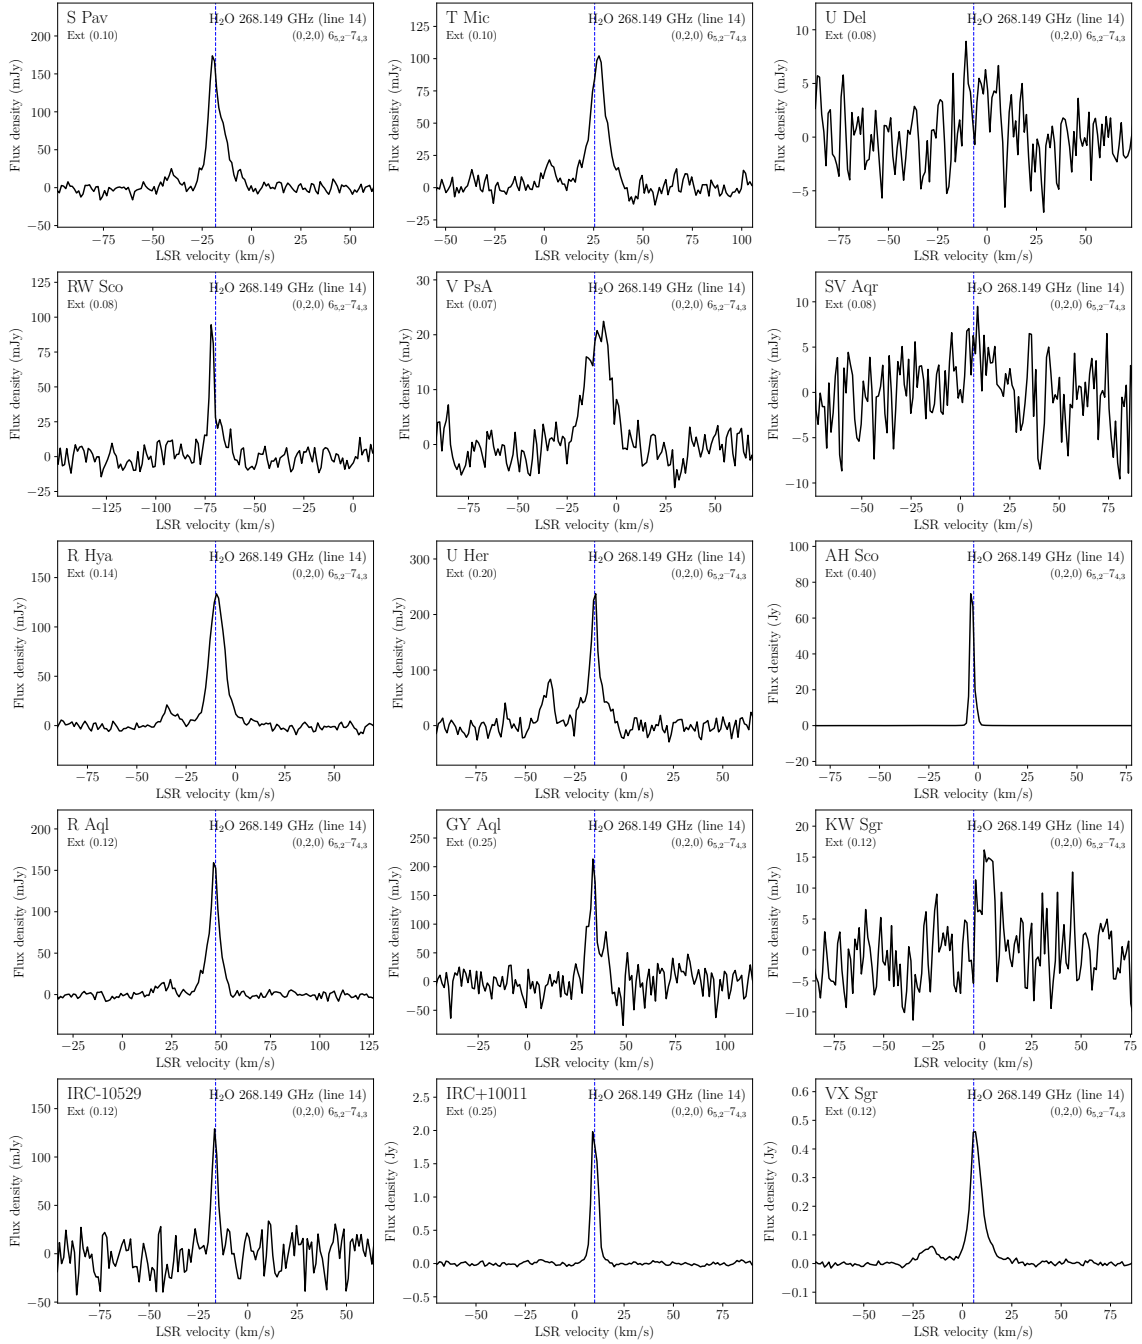 S Pav
H₂O 268.149 GHz (line 14)
Ext (0.10)
(0,2,0) 6₅,₂–7₄,₃
Flux density (mJy)
200
150
100
50
0
−50
−75
−50
−25
0
25
50
LSR velocity (km/s)
T Mic
H₂O 268.149 GHz (line 14)
Ext (0.10)
(0,2,0) 6₅,₂–7₄,₃
Flux density (mJy)
125
100
75
50
25
0
−25
−50
−25
0
25
50
75
100
LSR velocity (km/s)
U Del
H₂O 268.149 GHz (line 14)
Ext (0.08)
(0,2,0) 6₅,₂–7₄,₃
Flux density (mJy)
10
5
0
−5
−75
−50
−25
0
25
50
LSR velocity (km/s)
RW Sco
H₂O 268.149 GHz (line 14)
Ext (0.08)
(0,2,0) 6₅,₂–7₄,₃
Flux density (mJy)
125
100
75
50
25
0
−25
−125
−100
−75
−50
−25
0
LSR velocity (km/s)
V PsA
H₂O 268.149 GHz (line 14)
Ext (0.07)
(0,2,0) 6₅,₂–7₄,₃
Flux density (mJy)
30
20
10
0
−75
−50
−25
0
25
50
LSR velocity (km/s)
SV Aqr
H₂O 268.149 GHz (line 14)
Ext (0.08)
(0,2,0) 6₅,₂–7₄,₃
Flux density (mJy)
10
5
0
−5
−10
−50
−25
0
25
50
75
LSR velocity (km/s)
R Hya
H₂O 268.149 GHz (line 14)
Ext (0.14)
(0,2,0) 6₅,₂–7₄,₃
Flux density (mJy)
150
100
50
0
−75
−50
−25
0
25
50
LSR velocity (km/s)
U Her
H₂O 268.149 GHz (line 14)
Ext (0.20)
(0,2,0) 6₅,₂–7₄,₃
Flux density (mJy)
300
200
100
0
−75
−50
−25
0
25
50
LSR velocity (km/s)
AH Sco
H₂O 268.149 GHz (line 14)
Ext (0.40)
(0,2,0) 6₅,₂–7₄,₃
Flux density (Jy)
100
80
60
40
20
0
−20
−75
−50
−25
0
25
50
75
LSR velocity (km/s)
R Aql
H₂O 268.149 GHz (line 14)
Ext (0.12)
(0,2,0) 6₅,₂–7₄,₃
Flux density (mJy)
200
150
100
50
0
−25
0
25
50
75
100
125
LSR velocity (km/s)
GY Aql
H₂O 268.149 GHz (line 14)
Ext (0.25)
(0,2,0) 6₅,₂–7₄,₃
Flux density (mJy)
250
200
150
100
50
0
−50
−25
0
25
50
75
100
LSR velocity (km/s)
KW Sgr
H₂O 268.149 GHz (line 14)
Ext (0.12)
(0,2,0) 6₅,₂–7₄,₃
Flux density (mJy)
20
15
10
5
0
−5
−10
−75
−50
−25
0
25
50
75
LSR velocity (km/s)
IRC-10529
H₂O 268.149 GHz (line 14)
Ext (0.12)
(0,2,0) 6₅,₂–7₄,₃
Flux density (mJy)
150
100
50
0
−50
−75
−50
−25
0
25
50
LSR velocity (km/s)
IRC+10011
H₂O 268.149 GHz (line 14)
Ext (0.25)
(0,2,0) 6₅,₂–7₄,₃
Flux density (Jy)
2.5
2.0
1.5
1.0
0.5
0.0
−0.5
−50
−25
0
25
50
75
LSR velocity (km/s)
VX Sgr
H₂O 268.149 GHz (line 14)
Ext (0.12)
(0,2,0) 6₅,₂–7₄,₃
Flux density (Jy)
0.6
0.5
0.4
0.3
0.2
0.1
0.0
−0.1
−50
−25
0
25
50
75
LSR velocity (km/s)